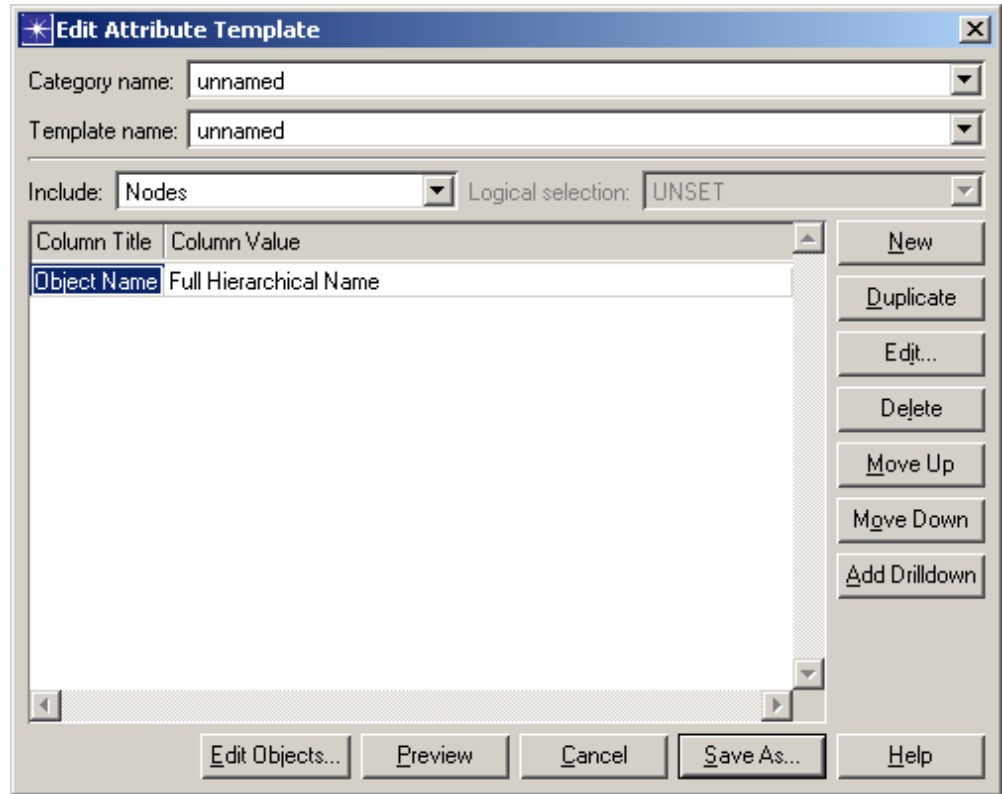 Edit Attribute Template
Category name: unnamed
Template name: unnamed
Include: Nodes Logical selection: UNSET
Column Title Column Value
Object Name Full Hierarchical Name
New
Duplicate
Edit...
Delete
Move Up
Move Down
Add Drilldown
Edit Objects... Preview Cancel Save As... Help